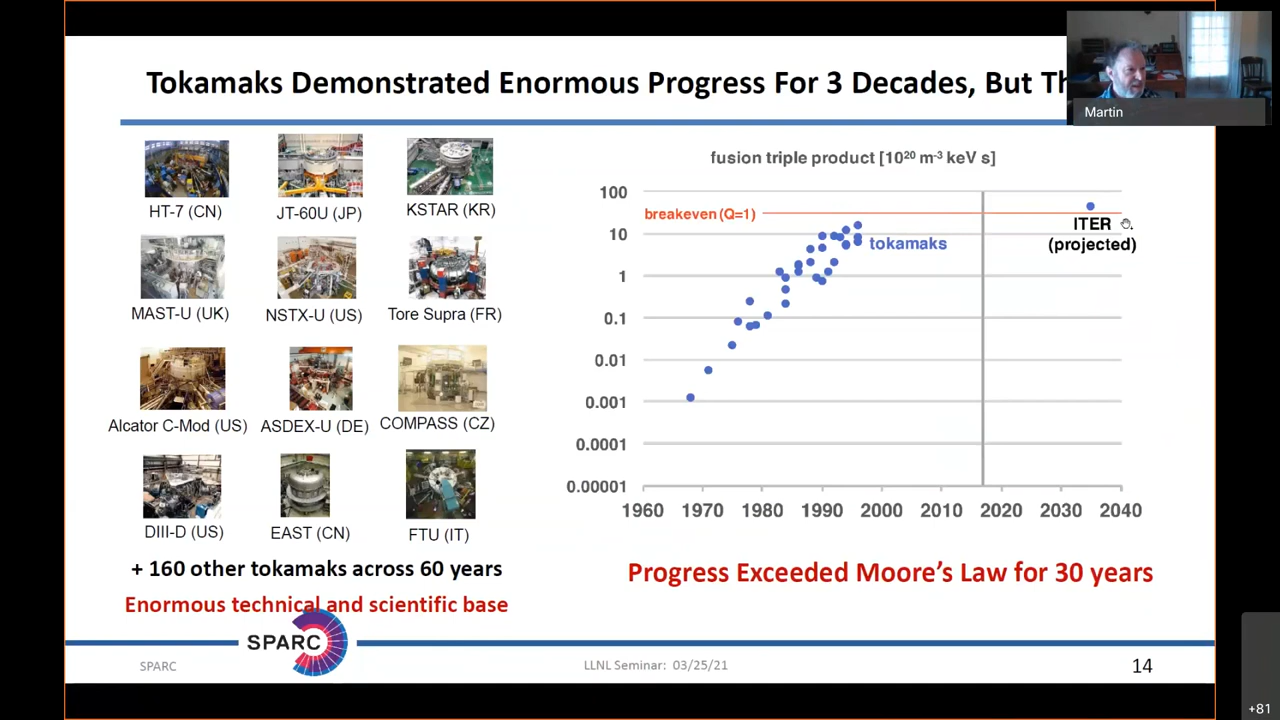 Tokamaks Demonstrated Enormous Progress For 3 Decades, But Th
Martin
HT-7 (CN)
JT-60U (JP)
KSTAR (KR)
MAST-U (UK)
NSTX-U (US)
Tore Supra (FR)
Alcator C-Mod (US)
ASDEX-U (DE)
COMPASS (CZ)
DIII-D (US)
EAST (CN)
FTU (IT)
+ 160 other tokamaks across 60 years
Enormous technical and scientific base
fusion triple product [10²⁰ m⁻³ keV s]
100
breakeven (Q=1)
10
ITER
(projected)
tokamaks
1
0.1
0.01
0.001
0.0001
0.00001
1960 1970 1980 1990 2000 2010 2020 2030 2040
Progress Exceeded Moore's Law for 30 years
SPARC
SPARC
LLNL Seminar: 03/25/21
14
+81